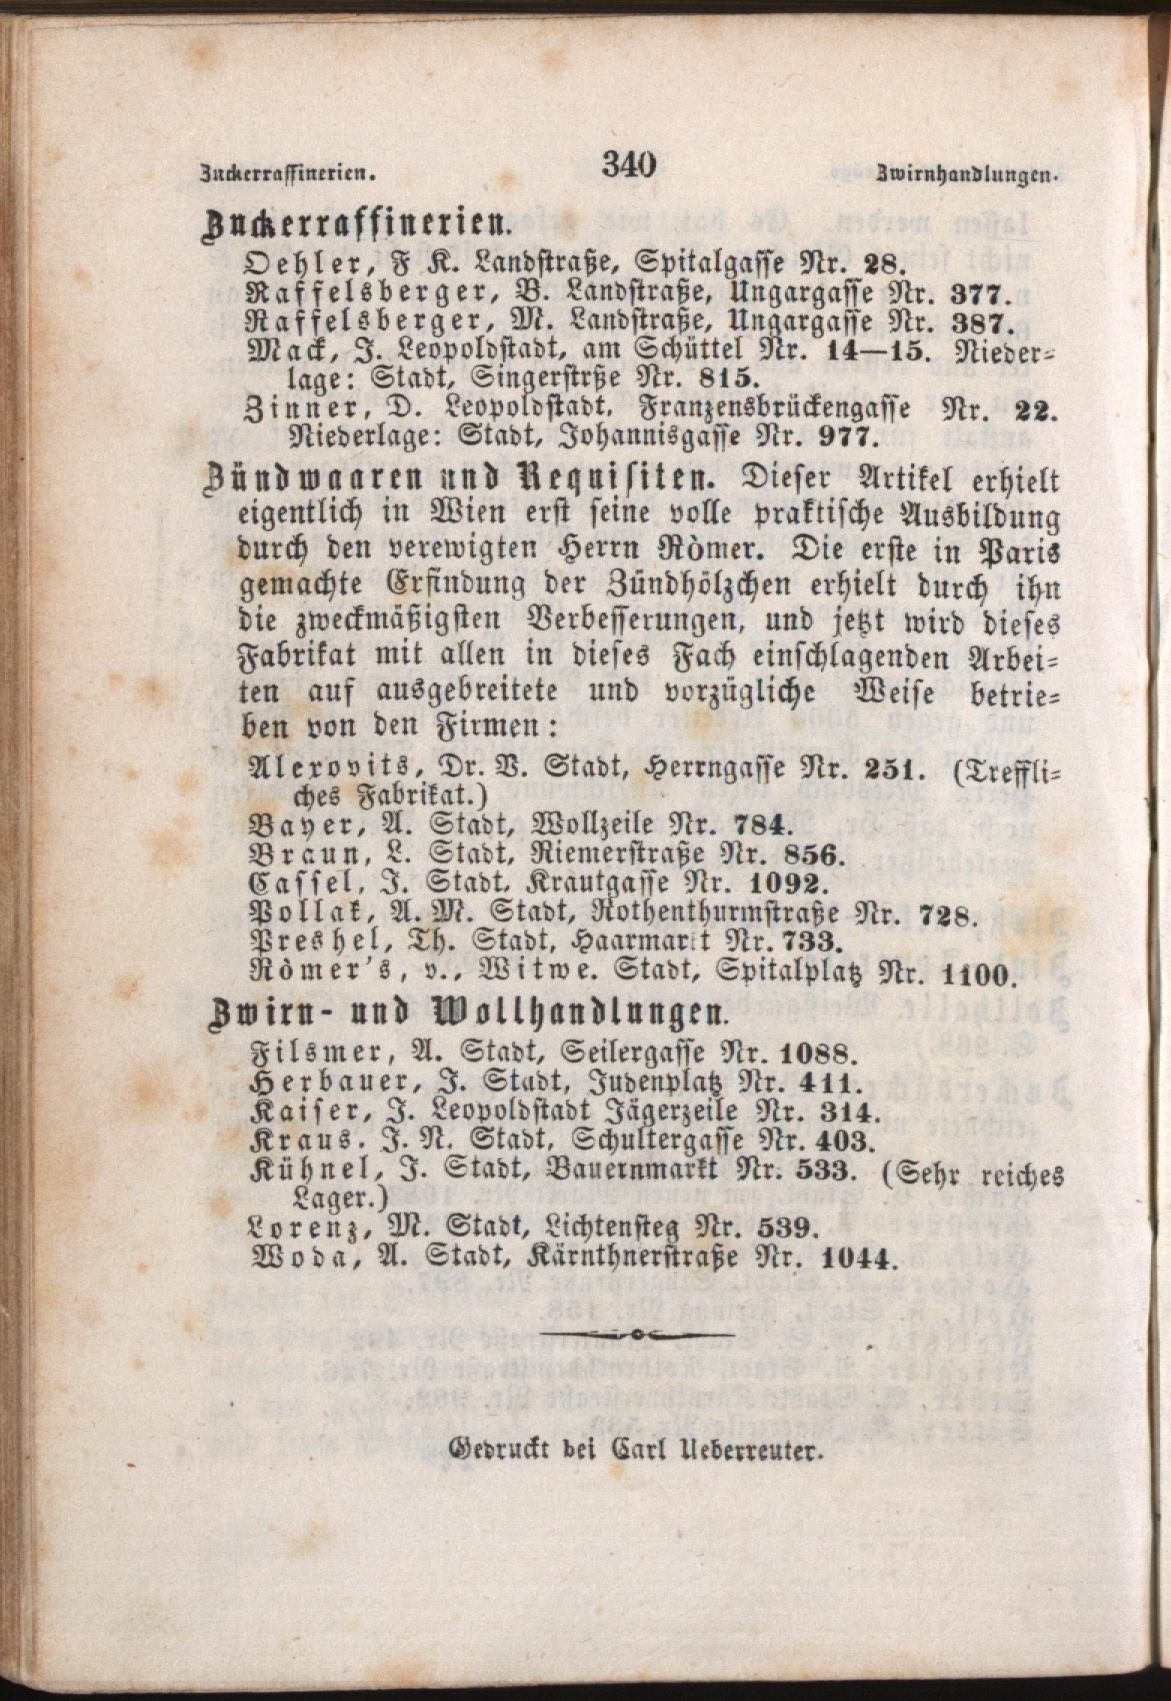 Zuckerraffinerien.
340
Zwirnhandlungen.
Zuckerraffinerien.
Oehler, F K. Landstraße, Spitalgasse Nr. 28.
Raffelsberger, B. Landstraße, Ungargasse Nr. 377.
Raffelsberger, M. Landstraße, Ungargasse Nr. 387.
Mack, J. Leopoldstadt, am Schüttel Nr. 14—15. Nieder-
lage: Stadt, Singerstrße Nr. 815.
Zinner, D. Leopoldstadt, Franzensbrückengasse Nr. 22.
Niederlage: Stadt, Johannisgasse Nr. 977.
Zündwaaren und Requisiten. Dieser Artikel erhielt
eigentlich in Wien erst seine volle praktische Ausbildung
durch den verewigten Herrn Römer. Die erste in Paris
gemachte Erfindung der Zündhölzchen erhielt durch ihn
die zweckmäßigsten Verbesserungen, und jetzt wird dieses
Fabrikat mit allen in dieses Fach einschlagenden Arbei-
ten auf ausgebreitete und vorzügliche Weise betrie-
ben von den Firmen:
Alexovits, Dr. V. Stadt, Herrngasse Nr. 251. (Treffli-
ches Fabrikat.)
Bayer, A. Stadt, Wollzeile Nr. 784.
Braun, L. Stadt, Riemerstraße Nr. 856.
Cassel, J. Stadt, Krautgasse Nr. 1092.
Pollak, A. M. Stadt, Rothenthurmstraße Nr. 728.
Preshel, Th. Stadt, Haarmarkt Nr. 733.
Römer's, v., Witwe. Stadt, Spitalplatz Nr. 1100.
Zwirn- und Wollhandlungen.
Filsmer, A. Stadt, Seilergasse Nr. 1088.
Herbauer, J. Stadt, Judenplatz Nr. 411.
Kaiser, J. Leopoldstadt Jägerzeile Nr. 314.
Kraus. J. N. Stadt, Schultergasse Nr. 403.
Kühnel, J. Stadt, Bauernmarkt Nr. 533. (Sehr reiches
Lager.)
Lorenz, M. Stadt, Lichtensteg Nr. 539.
Woda, A. Stadt, Kärnthnerstraße Nr. 1044.
Gedruckt bei Carl Ueberreuter.